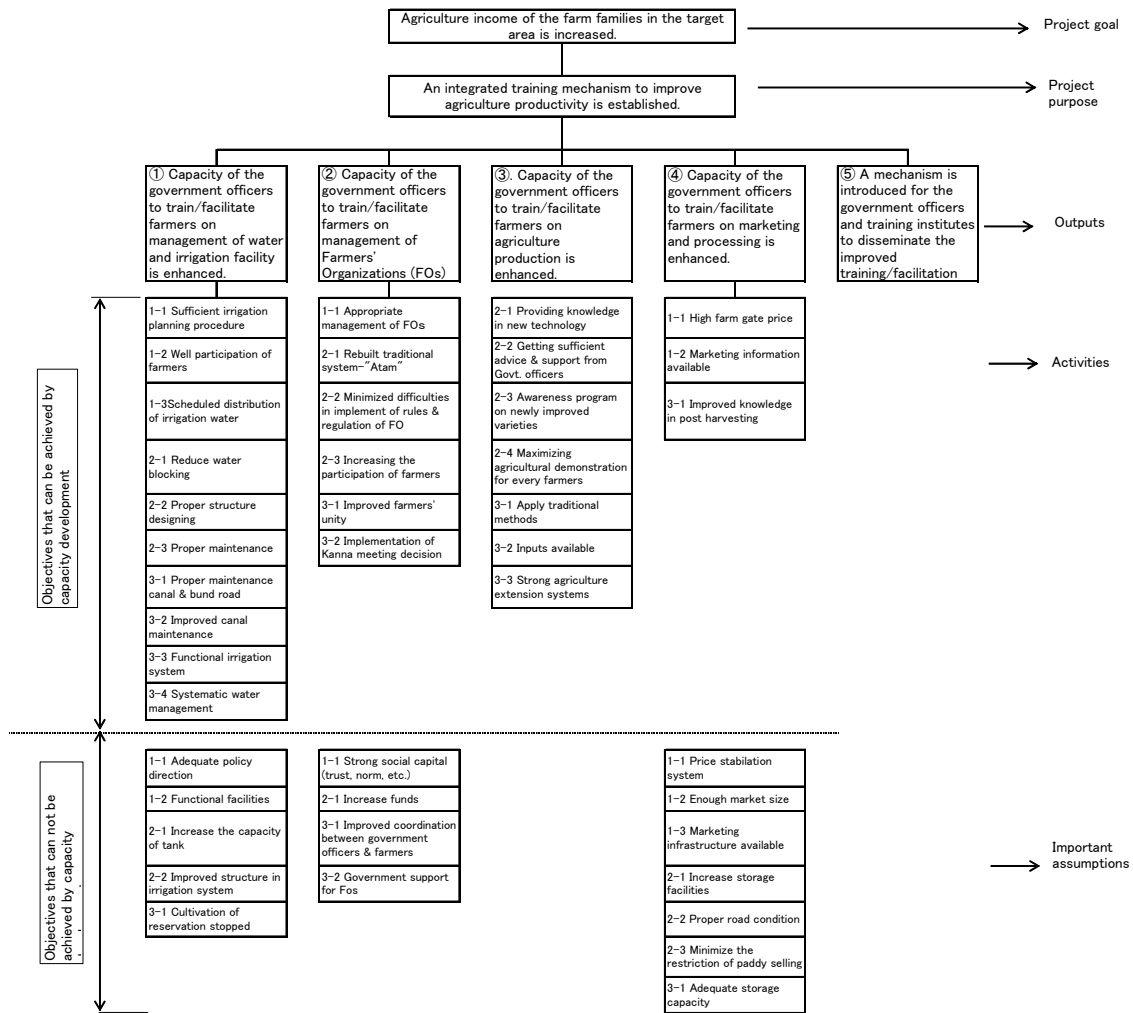 Agriculture income of the farm families in the target
area is increased.
Project goal
An integrated training mechanism to improve
agriculture productivity is established.
Project
purpose
① Capacity of the
government officers
to train/facilitate
farmers on
management of water
and irrigation facility
is enhanced.
② Capacity of the
government officers
to train/facilitate
farmers on
management of
Farmers'
Organizations (FOs)
③. Capacity of the
government officers
to train/facilitate
farmers on
agriculture
production is
enhanced.
④ Capacity of the
government officers
to train/facilitate
farmers on marketing
and processing is
enhanced.
⑤ A mechanism is
introduced for the
government officers
and training institutes
to disseminate the
improved
training/facilitation
Outputs
Objectives that can be achieved by
capacity development
1-1 Sufficient irrigation
planning procedure
1-2 Well participation of
farmers
1-3Scheduled distribution
of irrigation water
2-1 Reduce water
blocking
2-2 Proper structure
designing
2-3 Proper maintenance
3-1 Proper maintenance
canal & bund road
3-2 Improved canal
maintenance
3-3 Functional irrigation
system
3-4 Systematic water
management
1-1 Appropriate
management of FOs
2-1 Rebuilt traditional
system-"Atam"
2-2 Minimized difficulties
in implement of rules &
regulation of FO
2-3 Increasing the
participation of farmers
3-1 Improved farmers'
unity
3-2 Implementation of
Kanna meeting decision
2-1 Providing knowledge
in new technology
2-2 Getting sufficient
advice & support from
Govt. officers
2-3 Awareness program
on newly improved
varieties
2-4 Maximizing
agricultural demonstration
for every farmers
3-1 Apply traditional
methods
3-2 Inputs available
3-3 Strong agriculture
extension systems
1-1 High farm gate price
1-2 Marketing information
available
3-1 Improved knowledge
in post harvesting
Activities
Objectives that can not be
achieved by capacity
1-1 Adequate policy
direction
1-2 Functional facilities
2-1 Increase the capacity
of tank
2-2 Improved structure in
irrigation system
3-1 Cultivation of
reservation stopped
1-1 Strong social capital
(trust, norm, etc.)
2-1 Increase funds
3-1 Improved coordination
between government
officers & farmers
3-2 Government support
for Fos
1-1 Price stabilation
system
1-2 Enough market size
1-3 Marketing
infrastructure available
2-1 Increase storage
facilities
2-2 Proper road condition
2-3 Minimize the
restriction of paddy selling
3-1 Adequate storage
capacity
Important
assumptions